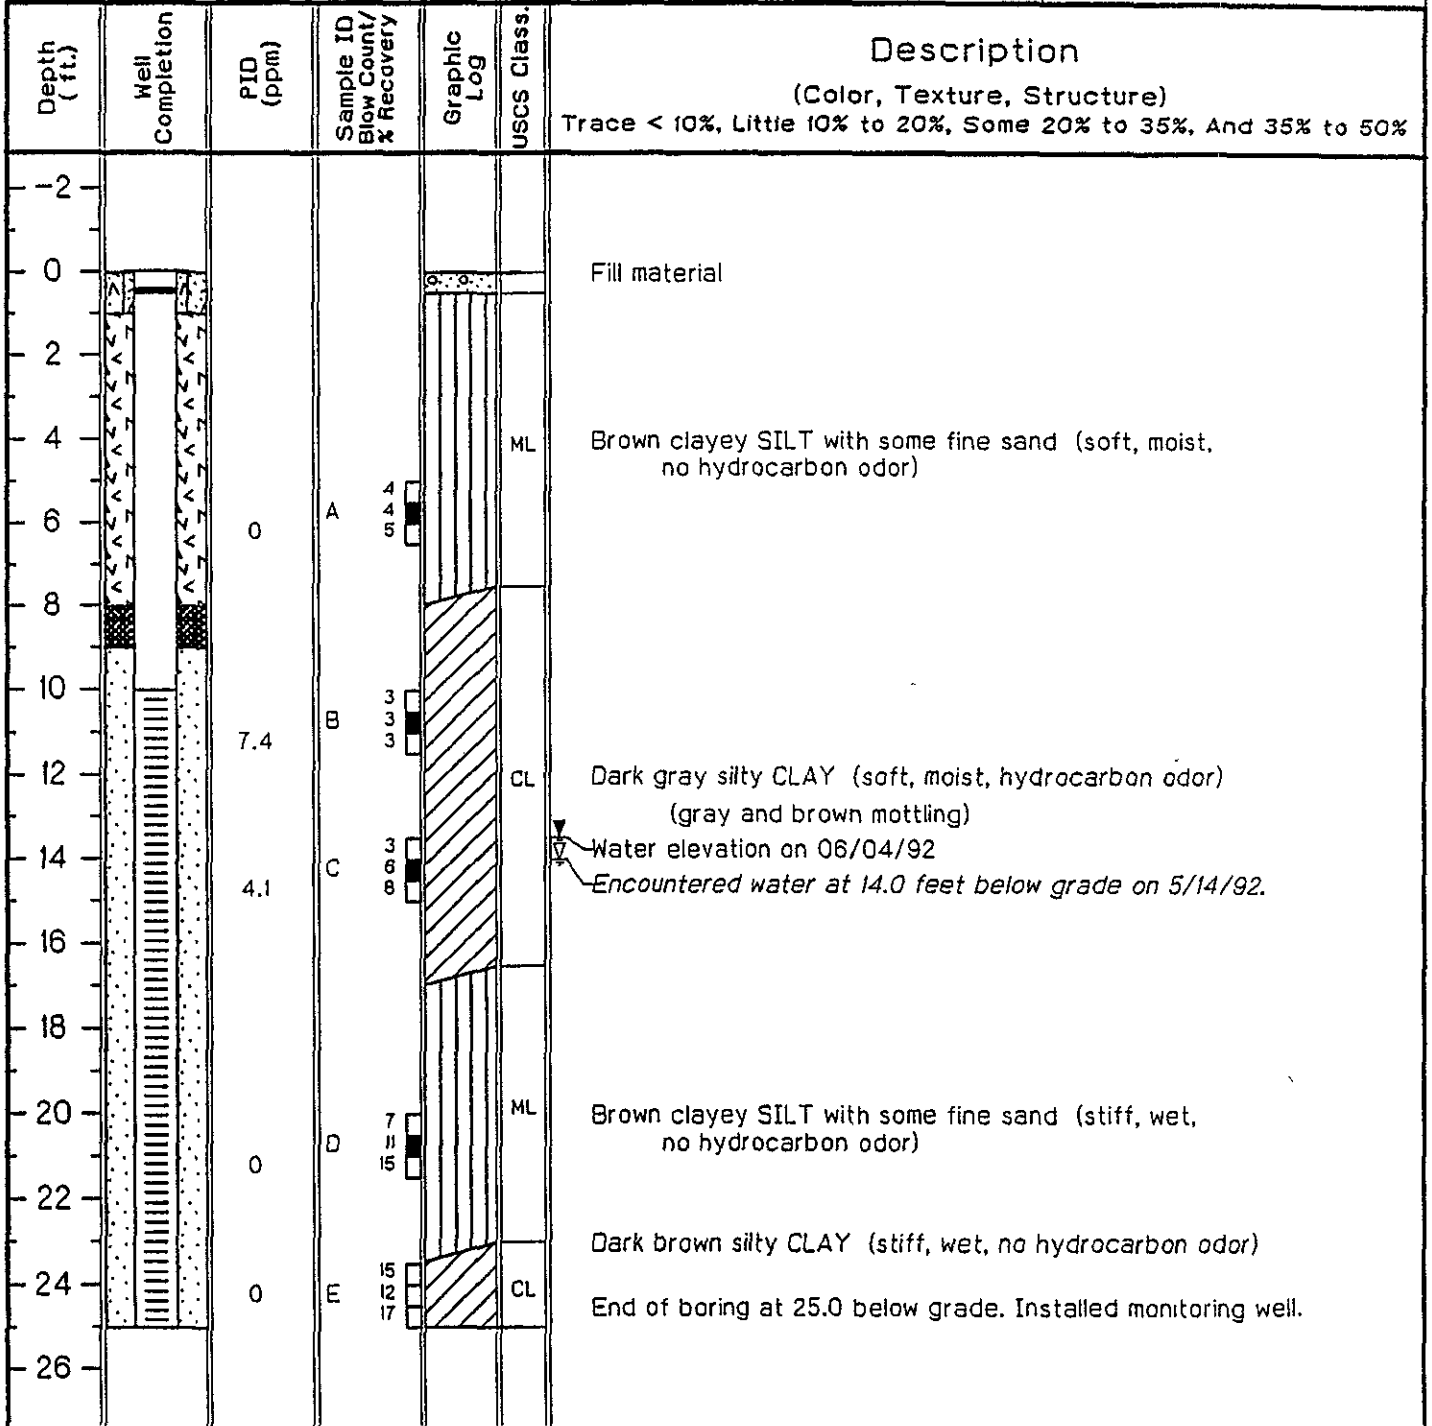 Depth
(ft.)
Well
Completion
PID
(ppm)
Sample ID
Blow Count/
% Recovery
Graphic
Log
USCS Class.
Description
(Color, Texture, Structure)
Trace < 10%, Little 10% to 20%, Some 20% to 35%, And 35% to 50%
-2
0
Fill material
2
4
ML
Brown clayey SILT with some fine sand (soft, moist,
no hydrocarbon odor)
4
A
4
6
0
5
8
10
3
B
3
7.4
3
12
CL
Dark gray silty CLAY (soft, moist, hydrocarbon odor)
(gray and brown mottling)
3
Water elevation on 06/04/92
14
C
6
4.1
8
Encountered water at 14.0 feet below grade on 5/14/92.
16
18
20
7
ML
Brown clayey SILT with some fine sand (stiff, wet,
D
11
no hydrocarbon odor)
0
15
22
Dark brown silty CLAY (stiff, wet, no hydrocarbon odor)
15
24
0
E
12
CL
17
End of boring at 25.0 below grade. Installed monitoring well.
26